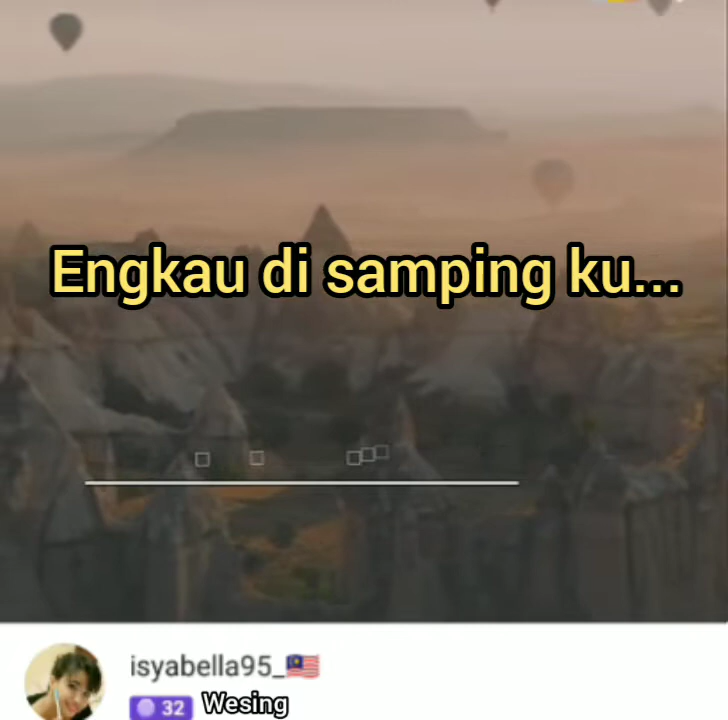 Engkau di samping ku...
isyabella95_🇲🇾
32 Wesing